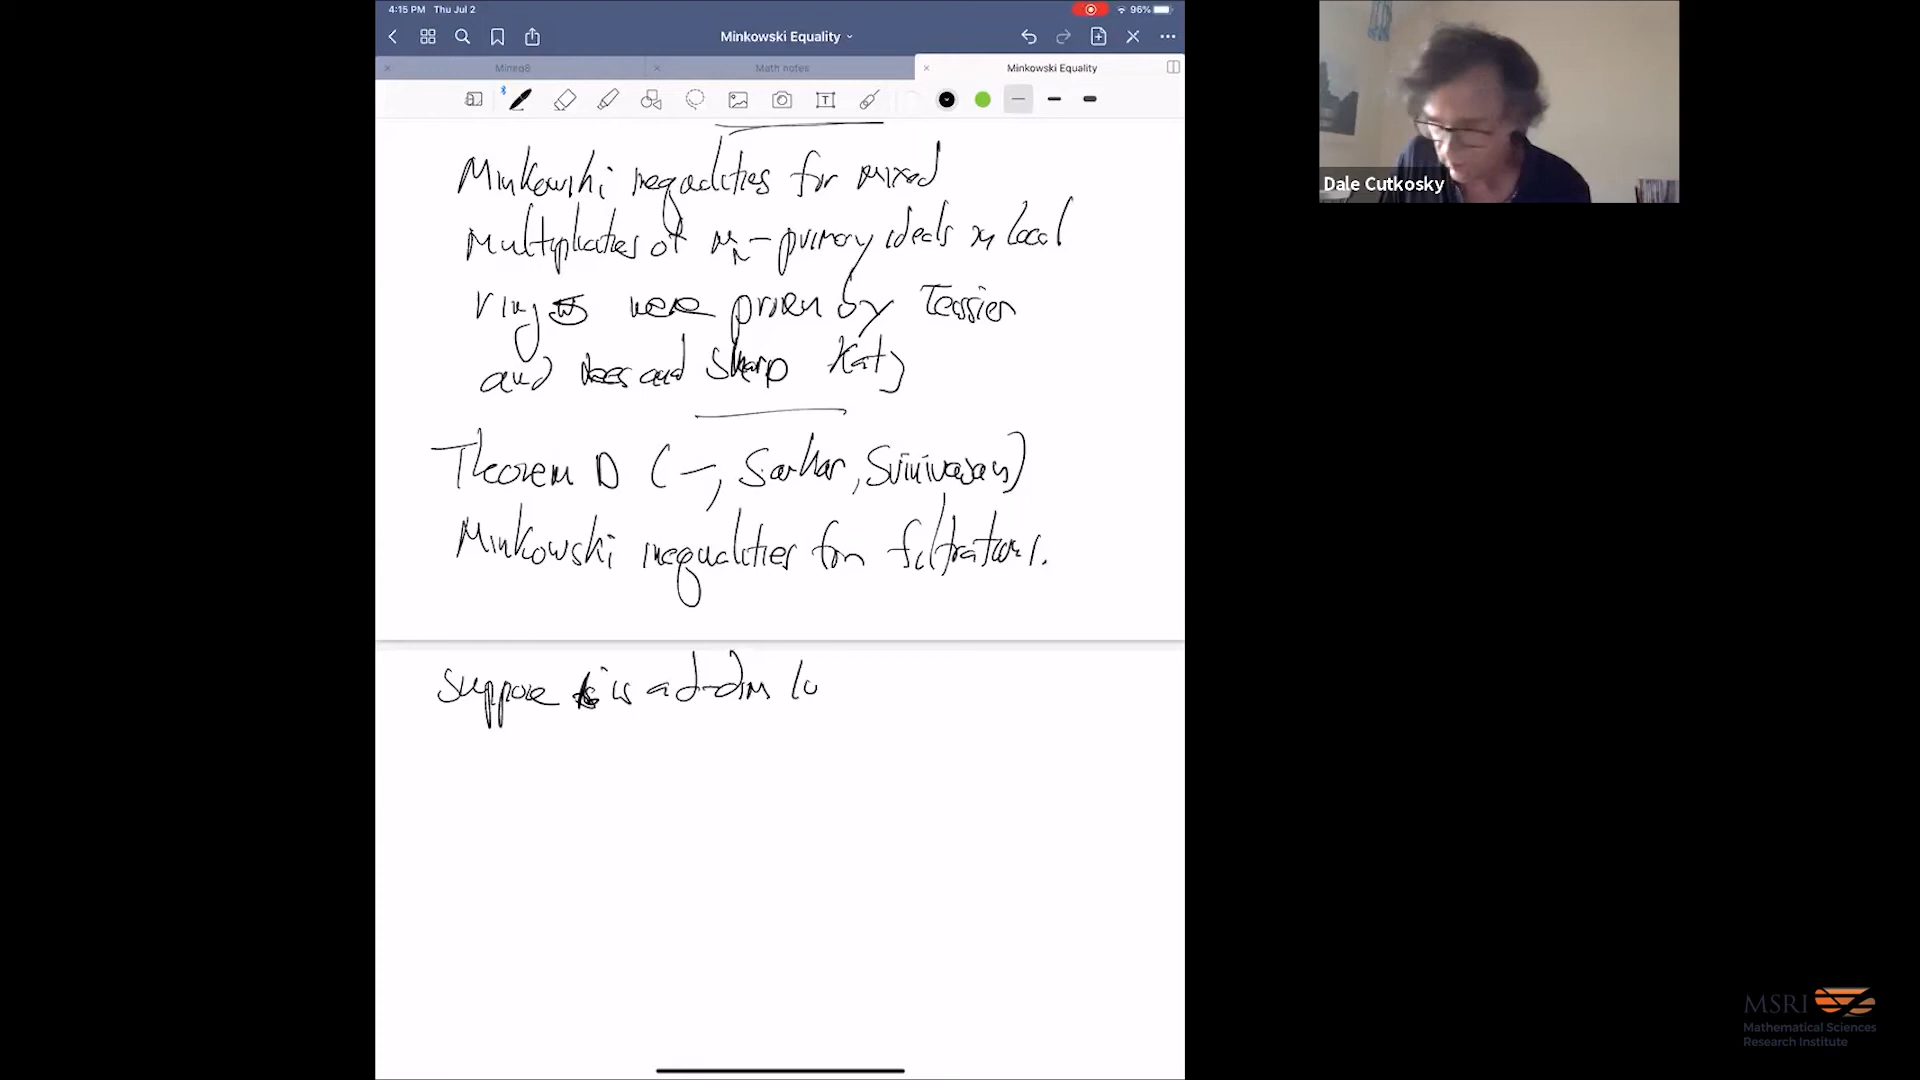 4:15 PM Thu Jul 2
96%
Minkowski Equality
Minkowski Equality
Math notes
Minkowski inequalities for mixed
multiplicities of m_R-primary ideals in local
rings were proven by Teissier
and Rees and Sharp Katz
Theorem D (—, Sarkar, Srinivasan)
Minkowski inequalities for filtrations.
Suppose is a d-dim lo
Dale Cutkosky
MSRI
Mathematical Sciences
Research Institute